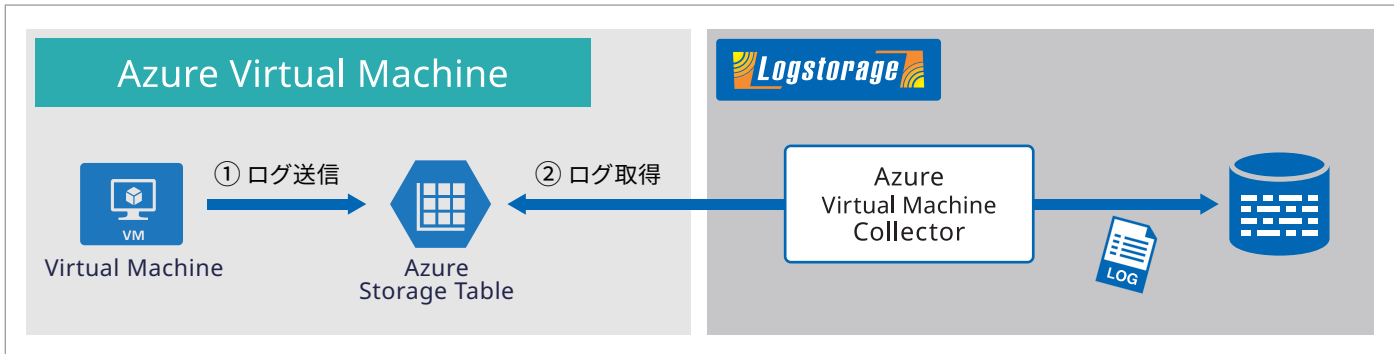 Azure Virtual Machine
Logstorage
① ログ送信
② ログ取得
VM
Virtual Machine
Azure
Storage Table
Azure
Virtual Machine
Collector
LOG